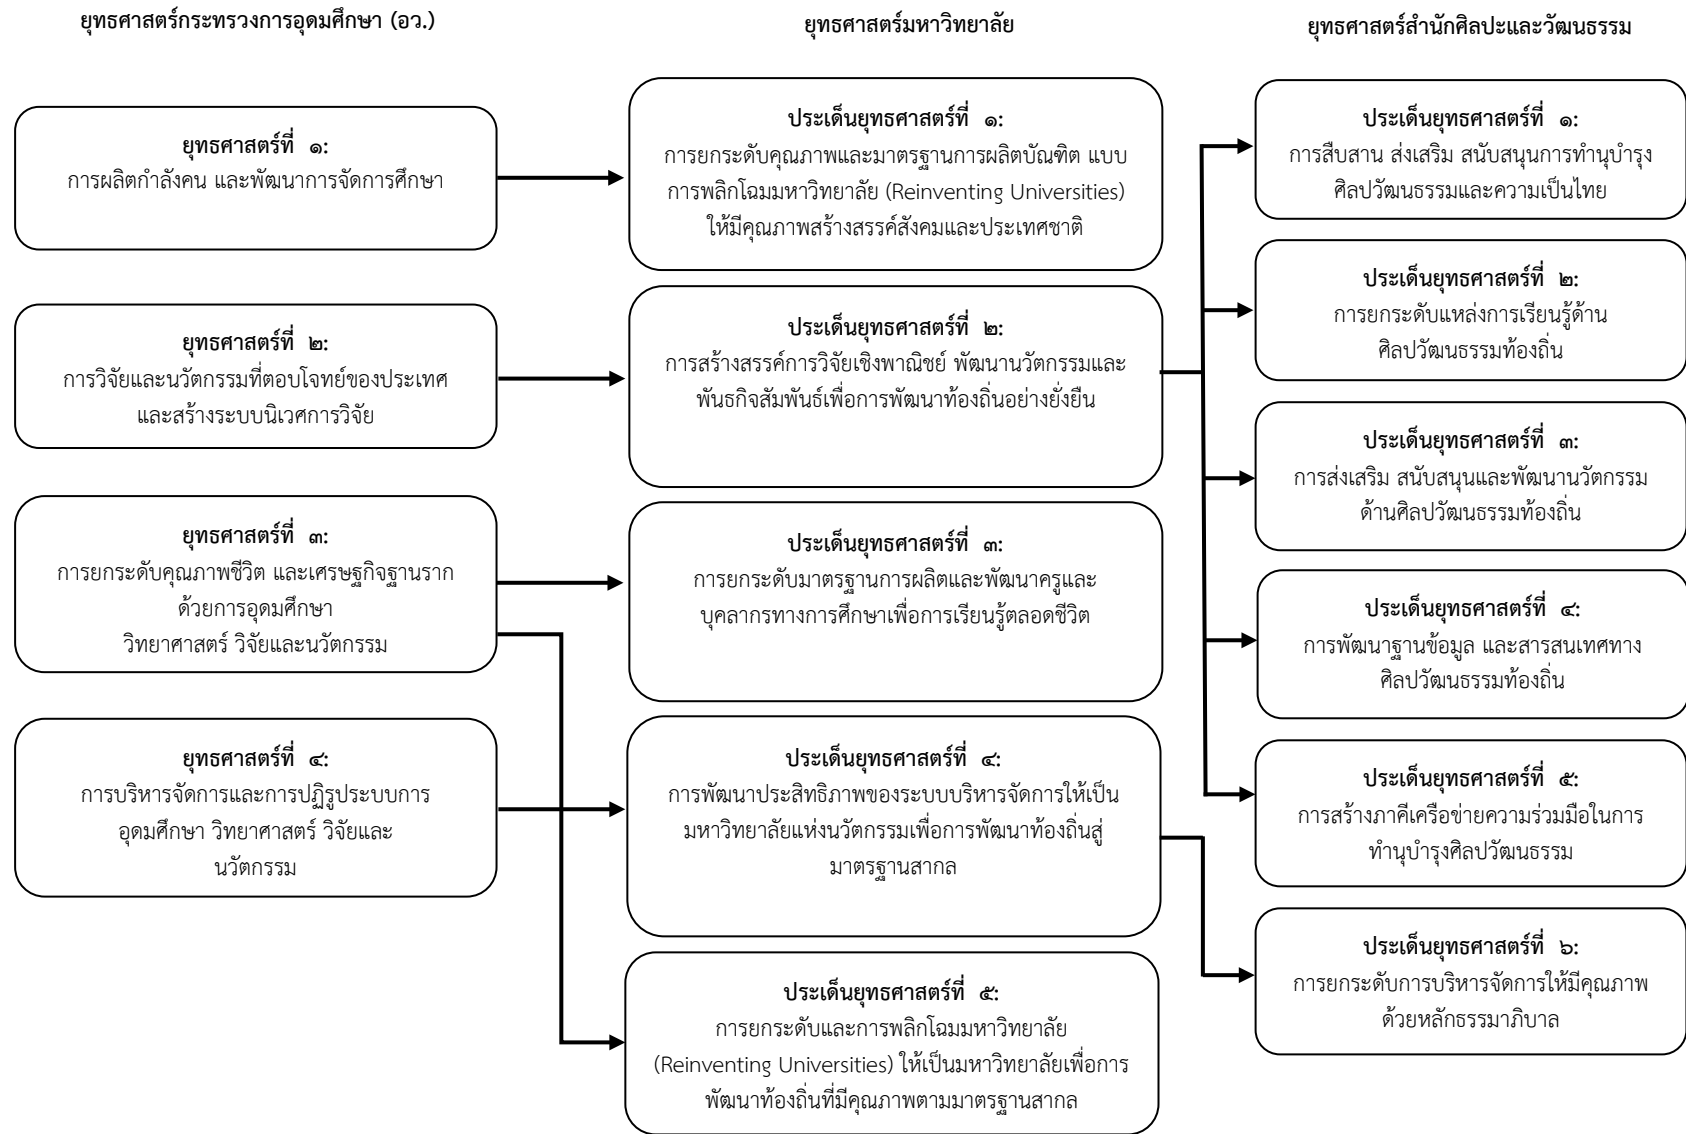 ยุทธศาสตร์กระทรวงการอุดมศึกษา (อว.)
ยุทธศาสตร์ที่ ๑:
การผลิตกำลังคน และพัฒนาการจัดการศึกษา
ยุทธศาสตร์ที่ ๒:
การวิจัยและนวัตกรรมที่ตอบโจทย์ของประเทศ
และสร้างระบบนิเวศการวิจัย
ยุทธศาสตร์ที่ ๓:
การยกระดับคุณภาพชีวิต และเศรษฐกิจฐานราก
ด้วยการอุดมศึกษา
วิทยาศาสตร์ วิจัยและนวัตกรรม
ยุทธศาสตร์ที่ ๔:
การบริหารจัดการและการปฏิรูประบบการ
อุดมศึกษา วิทยาศาสตร์ วิจัยและ
นวัตกรรม
ยุทธศาสตร์มหาวิทยาลัย
ประเด็นยุทธศาสตร์ที่ ๑:
การยกระดับคุณภาพและมาตรฐานการผลิตบัณฑิต แบบ
การพลิกโฉมมหาวิทยาลัย (Reinventing Universities)
ให้มีคุณภาพสร้างสรรค์สังคมและประเทศชาติ
ประเด็นยุทธศาสตร์ที่ ๒:
การสร้างสรรค์การวิจัยเชิงพาณิชย์ พัฒนานวัตกรรมและ
พันธกิจสัมพันธ์เพื่อการพัฒนาท้องถิ่นอย่างยั่งยืน
ประเด็นยุทธศาสตร์ที่ ๓:
การยกระดับมาตรฐานการผลิตและพัฒนาครูและ
บุคลากรทางการศึกษาเพื่อการเรียนรู้ตลอดชีวิต
ประเด็นยุทธศาสตร์ที่ ๔:
การพัฒนาประสิทธิภาพของระบบบริหารจัดการให้เป็น
มหาวิทยาลัยแห่งนวัตกรรมเพื่อการพัฒนาท้องถิ่นสู่
มาตรฐานสากล
ประเด็นยุทธศาสตร์ที่ ๕:
การยกระดับและการพลิกโฉมมหาวิทยาลัย
(Reinventing Universities) ให้เป็นมหาวิทยาลัยเพื่อการ
พัฒนาท้องถิ่นที่มีคุณภาพตามมาตรฐานสากล
ยุทธศาสตร์สำนักศิลปะและวัฒนธรรม
ประเด็นยุทธศาสตร์ที่ ๑:
การสืบสาน ส่งเสริม สนับสนุนการทำนุบำรุง
ศิลปวัฒนธรรมและความเป็นไทย
ประเด็นยุทธศาสตร์ที่ ๒:
การยกระดับแหล่งการเรียนรู้ด้าน
ศิลปวัฒนธรรมท้องถิ่น
ประเด็นยุทธศาสตร์ที่ ๓:
การส่งเสริม สนับสนุนและพัฒนานวัตกรรม
ด้านศิลปวัฒนธรรมท้องถิ่น
ประเด็นยุทธศาสตร์ที่ ๔:
การพัฒนาฐานข้อมูล และสารสนเทศทาง
ศิลปวัฒนธรรมท้องถิ่น
ประเด็นยุทธศาสตร์ที่ ๕:
การสร้างภาคีเครือข่ายความร่วมมือในการ
ทำนุบำรุงศิลปวัฒนธรรม
ประเด็นยุทธศาสตร์ที่ ๖:
การยกระดับการบริหารจัดการให้มีคุณภาพ
ด้วยหลักธรรมาภิบาล